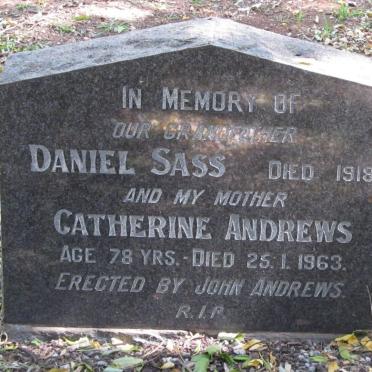 IN MEMORY OF
OUR GRANDFATHER
DANIEL SASS DIED 1918
AND MY MOTHER
CATHERINE ANDREWS
AGE 78 YRS. - DIED 25.1.1963.
ERECTED BY JOHN ANDREWS.
R.I.P